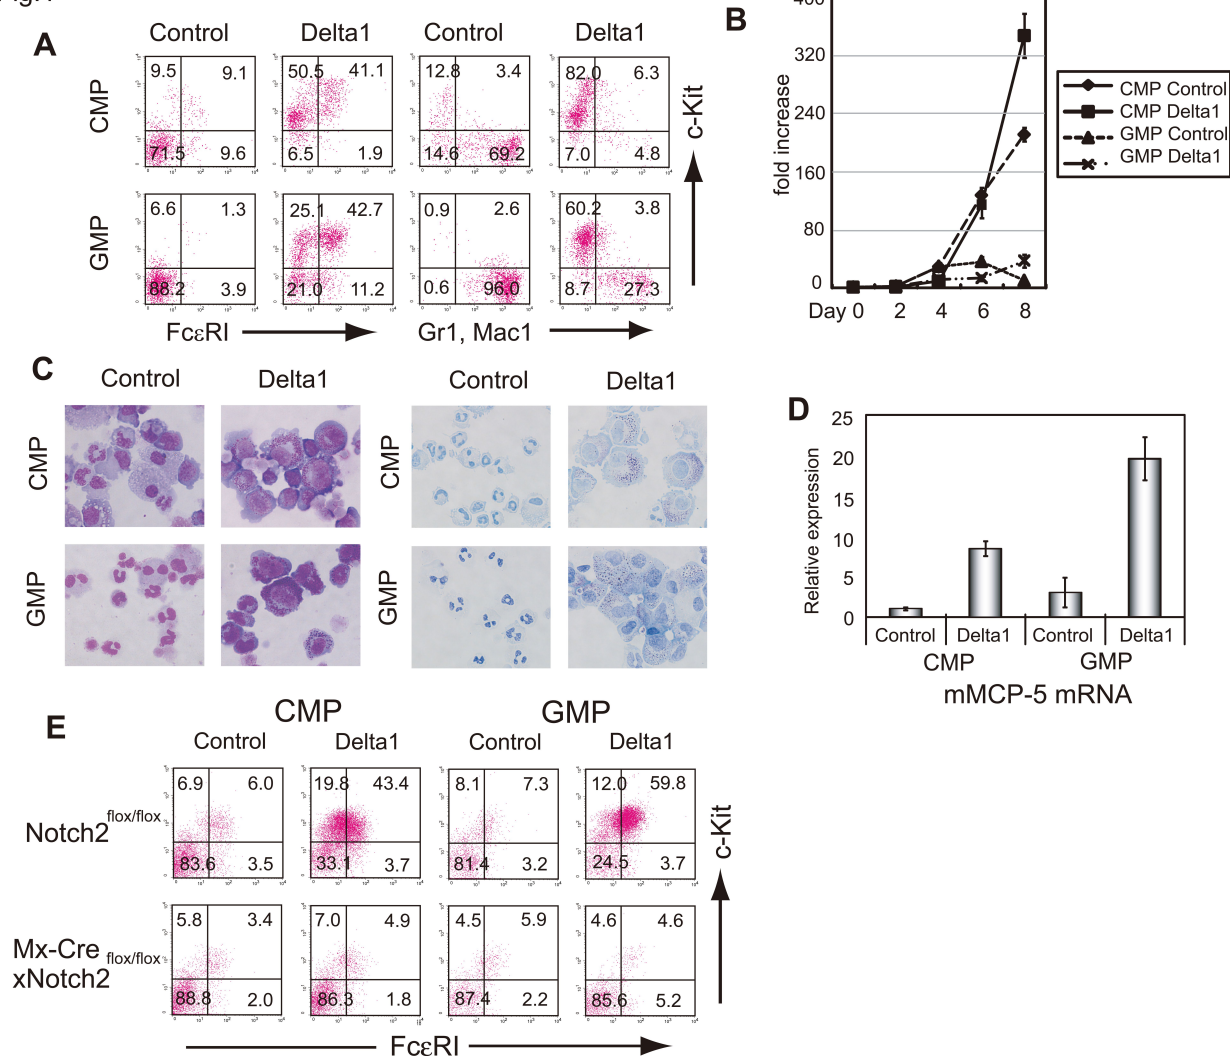 A
Control Delta1 Control Delta1
CMP
9.5 9.1 50.5 41.1 12.8 3.4 82.0 6.3
71.5 9.6 6.5 1.9 14.6 69.2 7.0 4.8
GMP
6.6 1.3 25.1 42.7 0.9 2.6 60.2 3.8
88.2 3.9 21.0 11.2 0.6 96.0 8.7 27.3
FcεRI Gr1, Mac1
c-Kit
B
400
320
240
160
80
0
fold increase
Day 0 2 4 6 8
CMP Control
CMP Delta1
GMP Control
GMP Delta1
C
Control Delta1 Control Delta1
CMP CMP
GMP GMP
D
25
20
15
10
5
0
Relative expression
Control Delta1 Control Delta1
CMP GMP
mMCP-5 mRNA
E
CMP GMP
Control Delta1 Control Delta1
Notch2 flox/flox
6.9 6.0 19.8 43.4 8.1 7.3 12.0 59.8
83.6 3.5 33.1 3.7 81.4 3.2 24.5 3.7
Mx-Cre
xNotch2 flox/flox
5.8 3.4 7.0 4.9 4.5 5.9 4.6 4.6
88.8 2.0 86.3 1.8 87.4 2.2 85.6 5.2
FcεRI
c-Kit